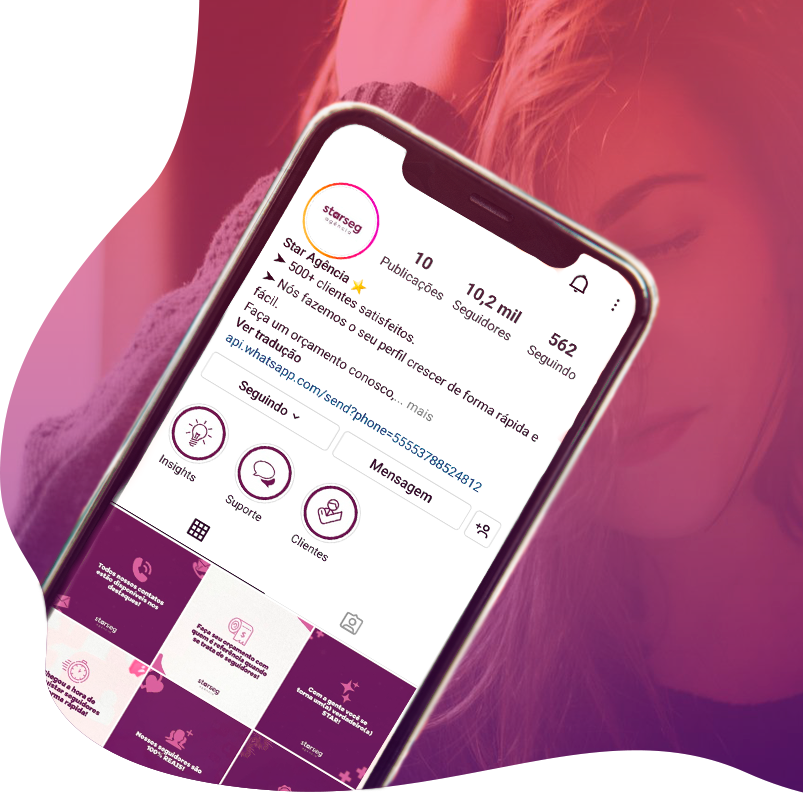 starseg
agência
10
Publicações
10,2 mil
Seguidores
562
Seguindo
Star Agência
500+ clientes satisfeitos.
Nós fazemos o seu perfil crescer de forma rápida e
fácil.
Faça um orçamento conosco,... mais
Ver tradução
api.whatsapp.com/send?phone=55553788524812
Seguindo
Mensagem
Insights
Suporte
Clientes
Todos nossos contatos
estão disponíveis nos
destaques!
starseg
Faça seu orçamento com
quem é referência quando
se trata de seguidores!
starseg
Com a gente você se
torna um(a) verdadeiro(a)
STAR!
starseg
hegou a hora de
istar seguidores
orma rápida!
Nossos seguidores são
100% REAIS!